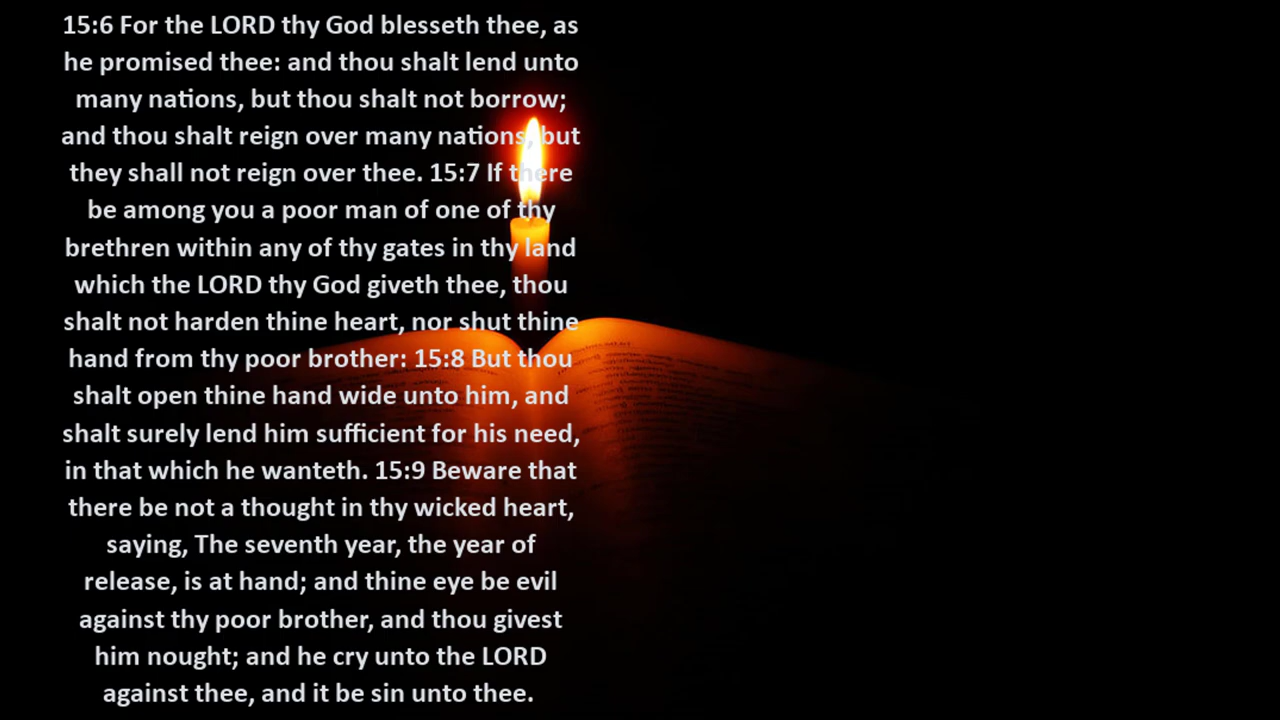 15:6 For the LORD thy God blesseth thee, as
he promised thee: and thou shalt lend unto
many nations, but thou shalt not borrow;
and thou shalt reign over many nations, but
they shall not reign over thee. 15:7 If there
be among you a poor man of one of thy
brethren within any of thy gates in thy land
which the LORD thy God giveth thee, thou
shalt not harden thine heart, nor shut thine
hand from thy poor brother: 15:8 But thou
shalt open thine hand wide unto him, and
shalt surely lend him sufficient for his need,
in that which he wanteth. 15:9 Beware that
there be not a thought in thy wicked heart,
saying, The seventh year, the year of
release, is at hand; and thine eye be evil
against thy poor brother, and thou givest
him nought; and he cry unto the LORD
against thee, and it be sin unto thee.